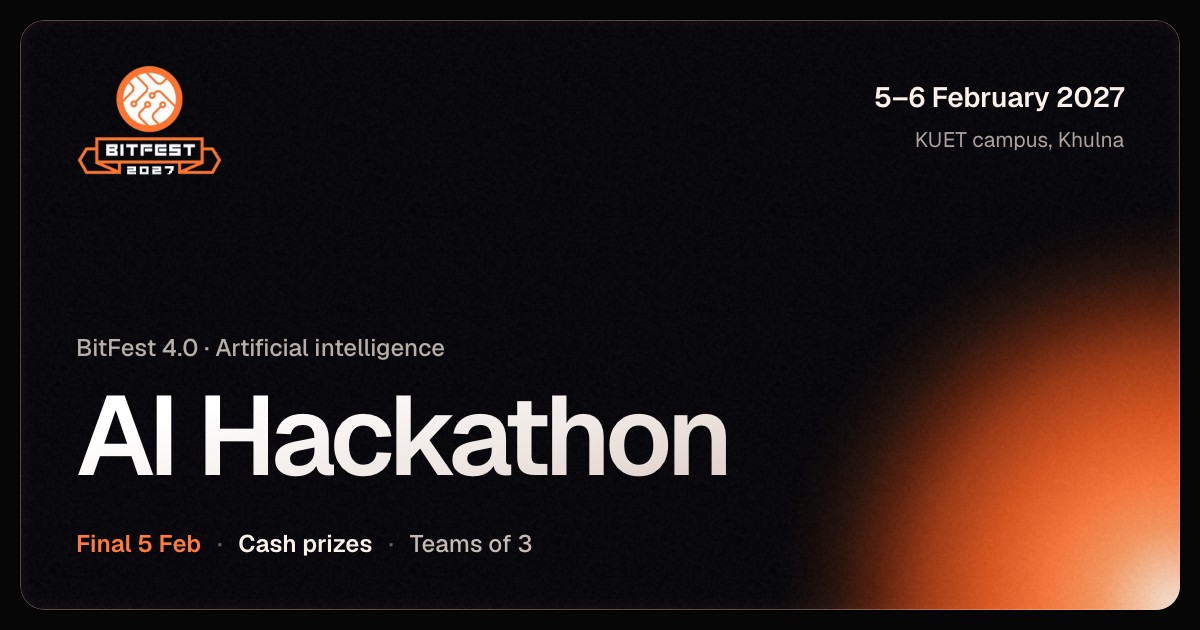 BITFEST
2027
5–6 February 2027
KUET campus, Khulna
BitFest 4.0 · Artificial intelligence
AI Hackathon
Final 5 Feb · Cash prizes · Teams of 3